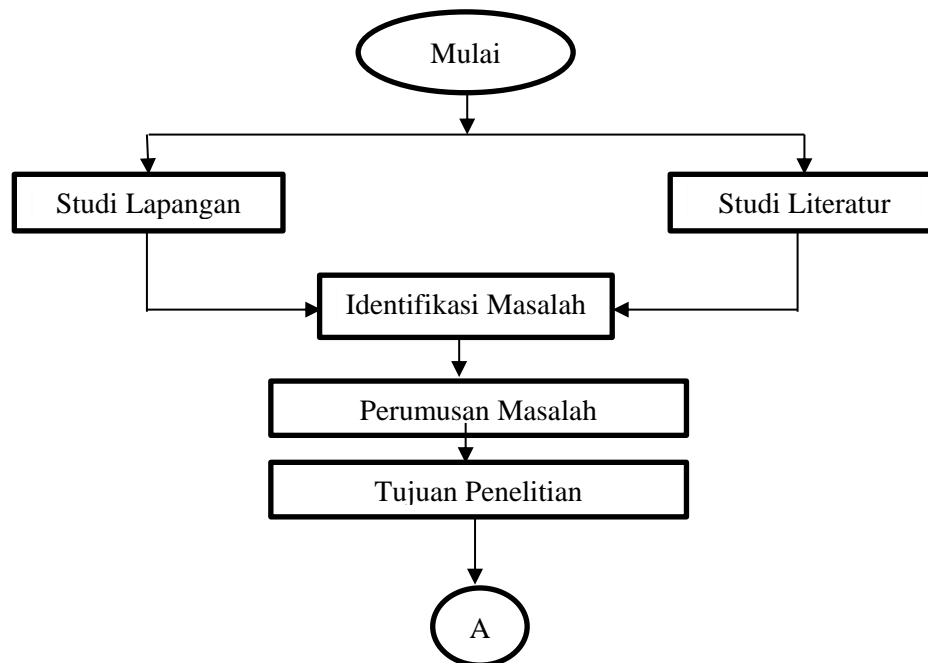 Mulai
Studi Lapangan
Studi Literatur
Identifikasi Masalah
Perumusan Masalah
Tujuan Penelitian
A